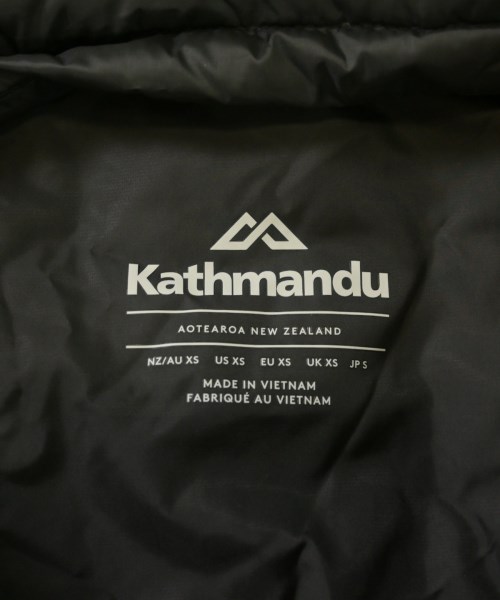 Kathmandu
AOTEAROA NEW ZEALAND
NZ/AU XS US XS EU XS UK XS JP S
MADE IN VIETNAM
FABRIQUÉ AU VIETNAM